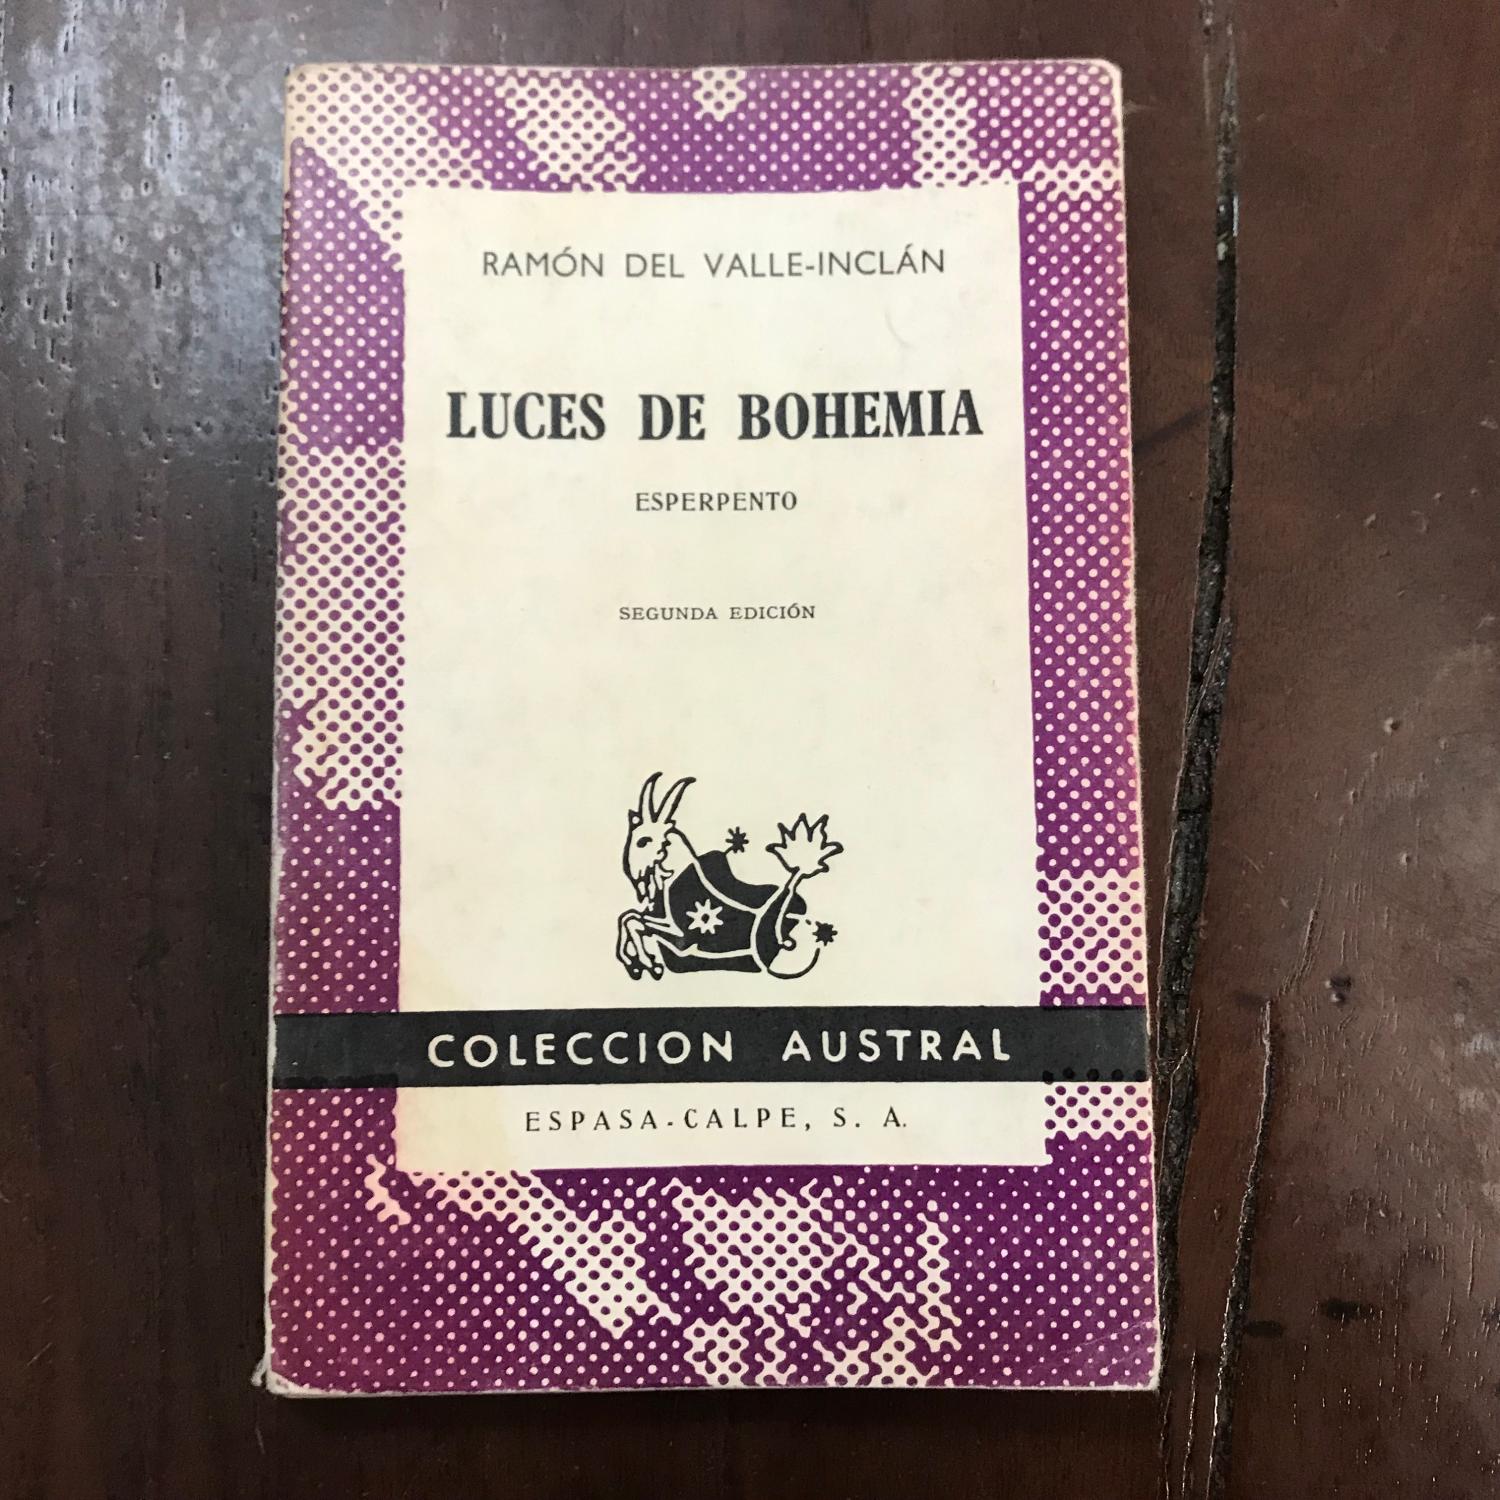 RAMÓN DEL VALLE-INCLÁN
LUCES DE BOHEMIA
ESPERPENTO
SEGUNDA EDICIÓN
COLECCION AUSTRAL
ESPASA-CALPE, S. A.